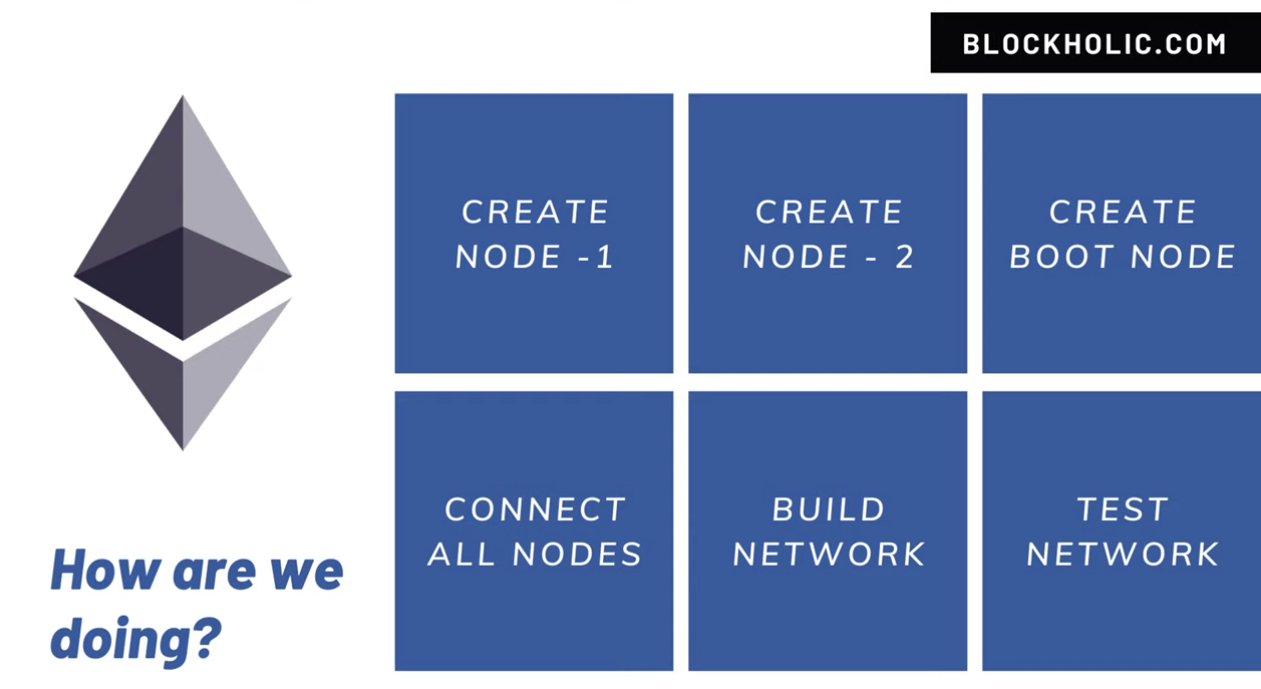 BLOCKHOLIC.COM
CREATE
NODE -1
CREATE
NODE - 2
CREATE
BOOT NODE
CONNECT
ALL NODES
BUILD
NETWORK
TEST
NETWORK
How are we
doing?